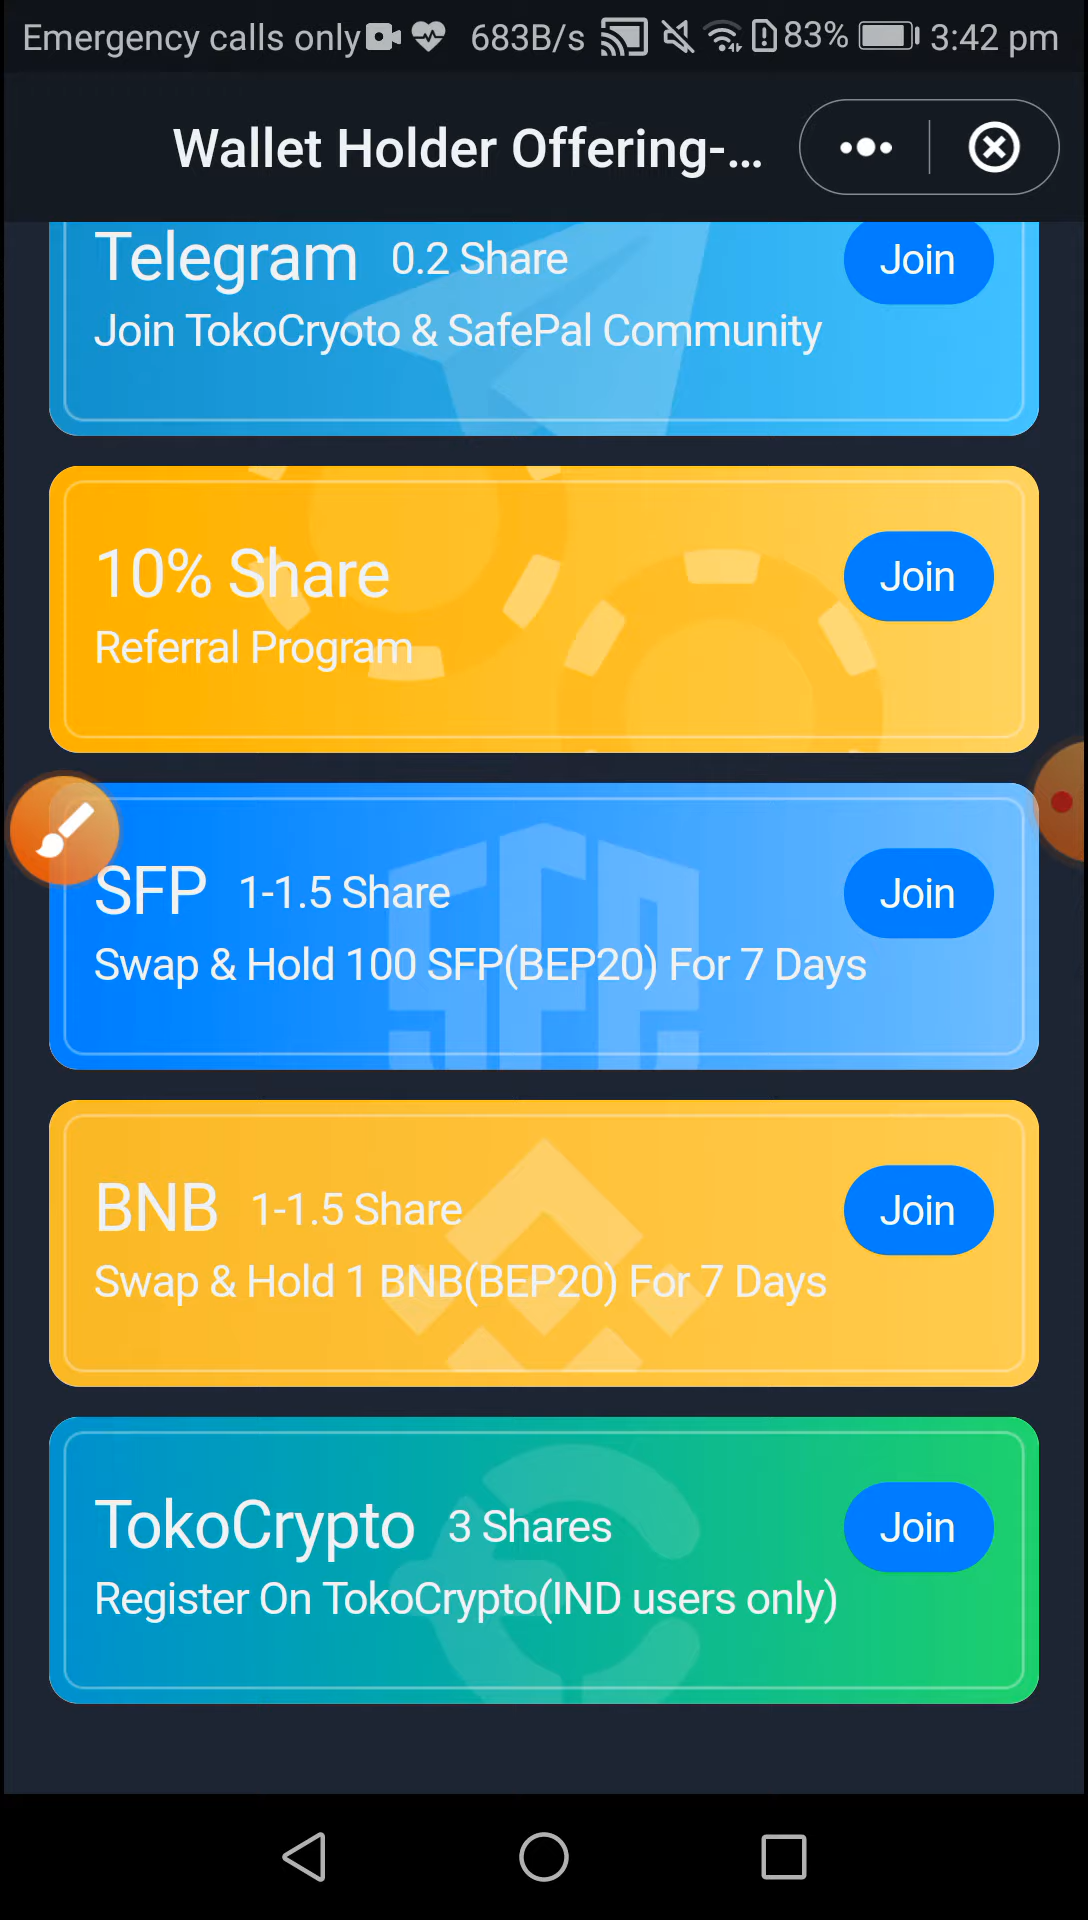 Emergency calls only 683B/s 83% 3:42 pm
Wallet Holder Offering-...
Telegram 0.2 Share Join
Join TokoCryoto & SafePal Community
10% Share Join
Referral Program
SFP 1-1.5 Share Join
Swap & Hold 100 SFP(BEP20) For 7 Days
BNB 1-1.5 Share Join
Swap & Hold 1 BNB(BEP20) For 7 Days
TokoCrypto 3 Shares Join
Register On TokoCrypto(IND users only)